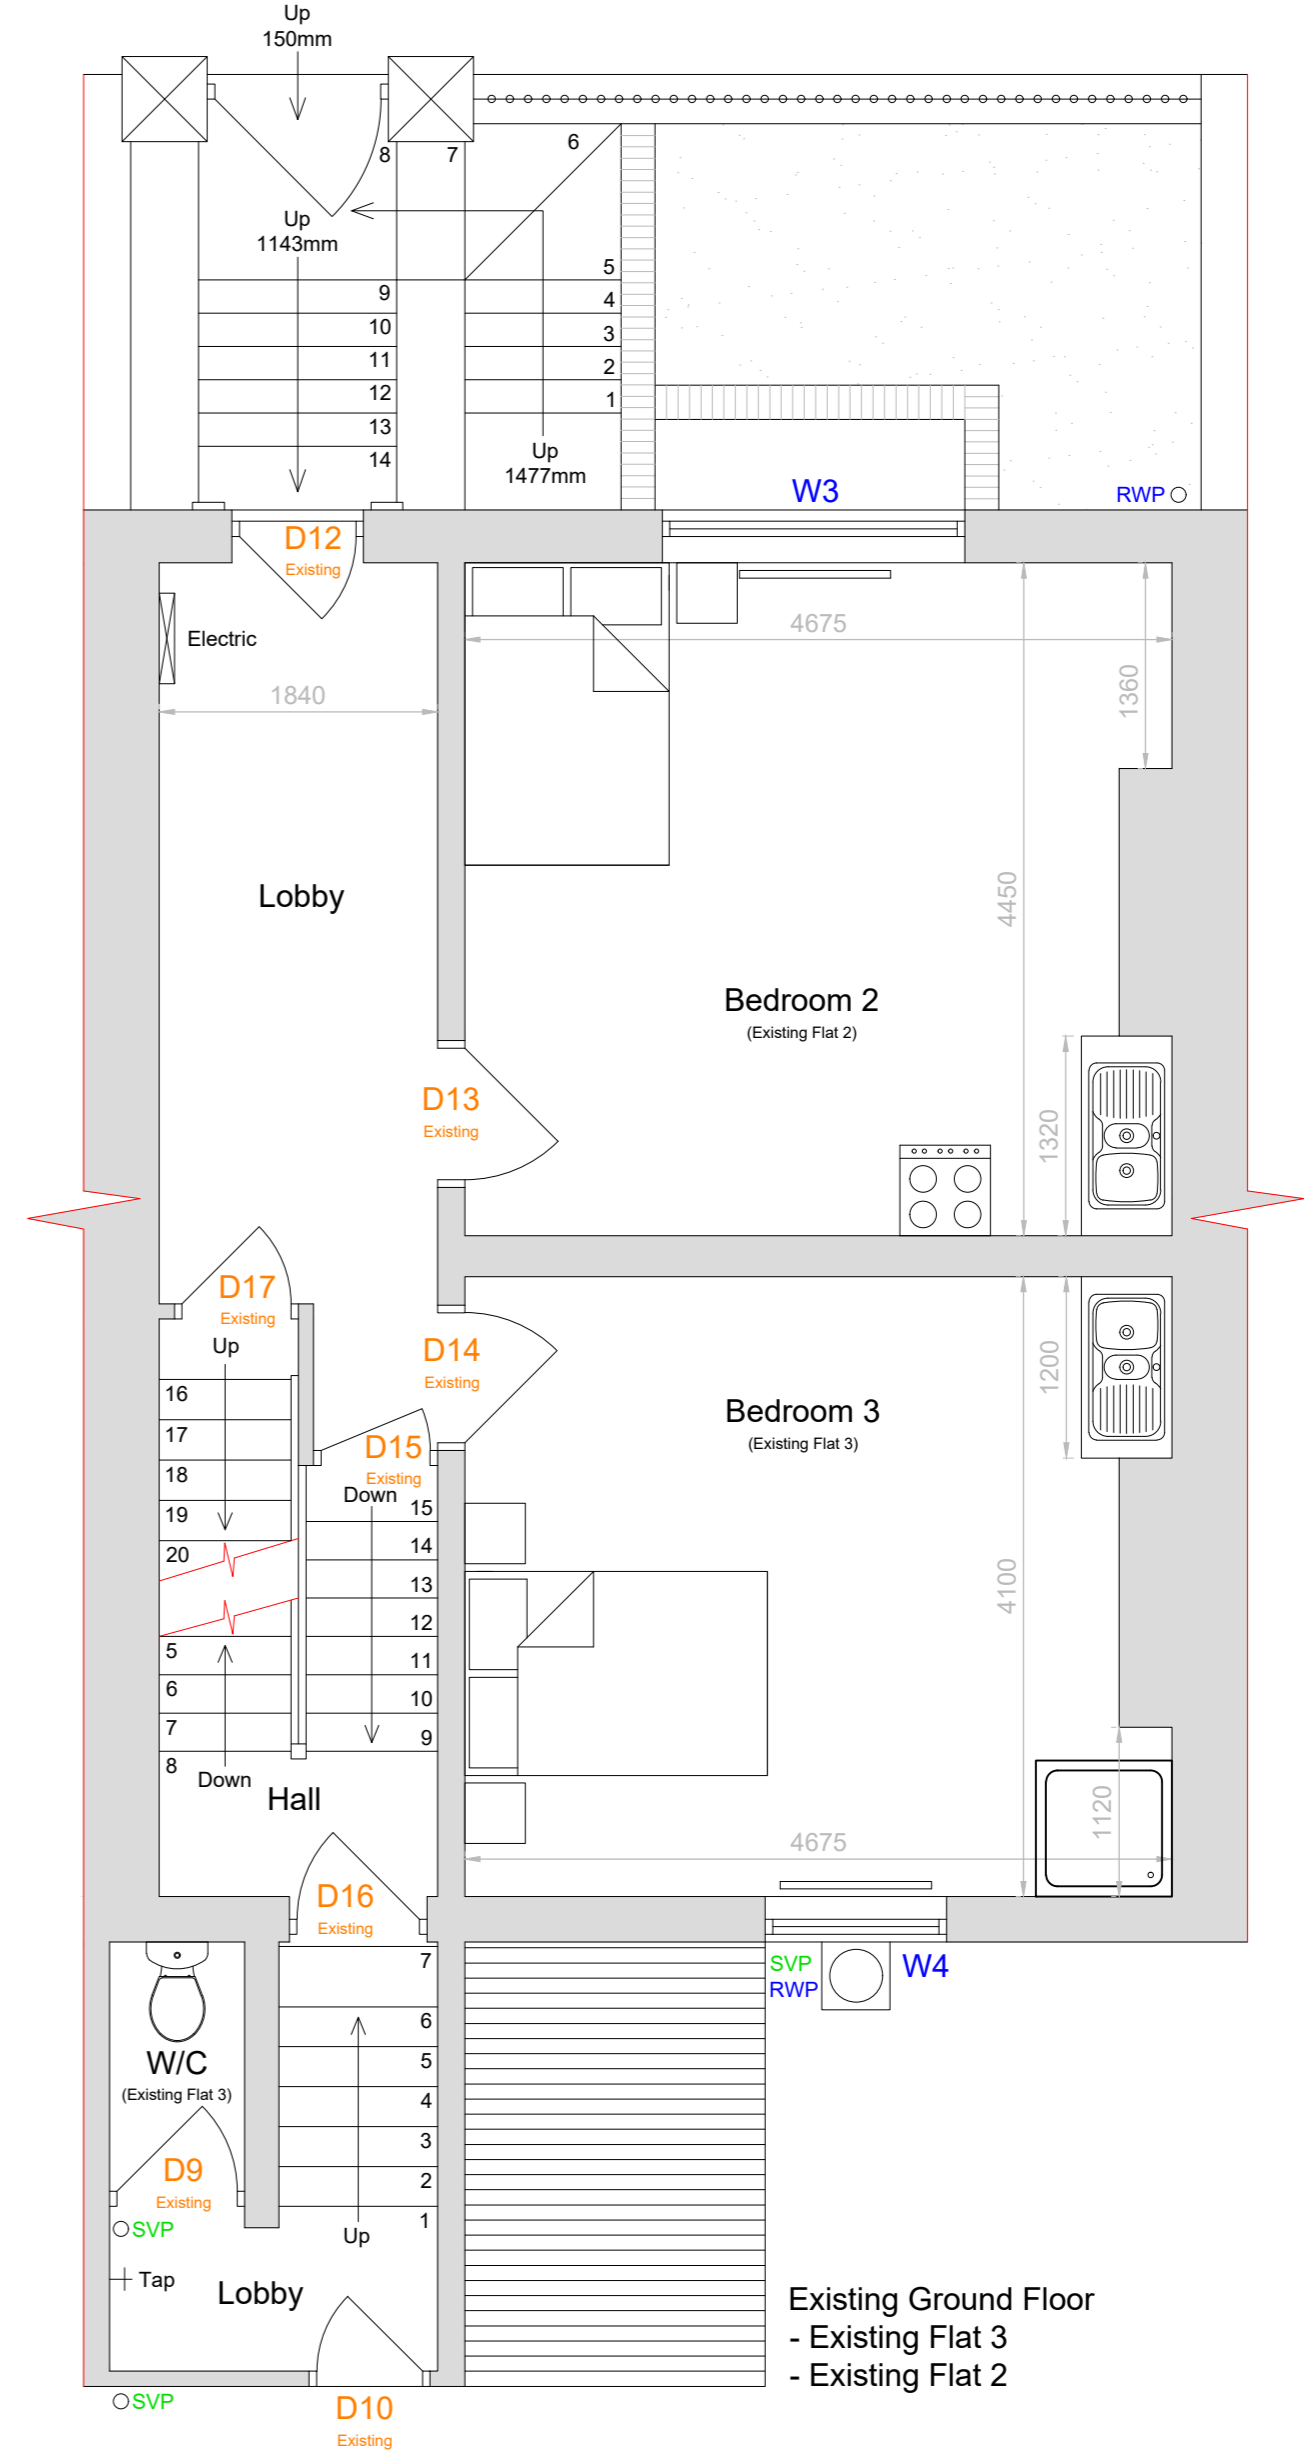 Up
150mm
8
7
6
Up
1143mm
5
9
4
10
3
11
2
12
1
13
14
Up
1477mm
W3
RWP
D12
Existing
Electric
4675
1840
1360
Lobby
4450
Bedroom 2
(Existing Flat 2)
D13
Existing
1320
D17
Existing
Up
D14
Existing
1200
16
17
18
19
20
Bedroom 3
(Existing Flat 3)
D15
Existing
Down
15
14
13
12
11
10
9
4100
5
6
7
8
Down
Hall
1120
4675
D16
Existing
7
6
5
4
3
2
1
Up
SVP
RWP
W4
W/C
(Existing Flat 3)
D9
Existing
SVP
Tap
Lobby
Existing Ground Floor
- Existing Flat 3
- Existing Flat 2
SVP
D10
Existing